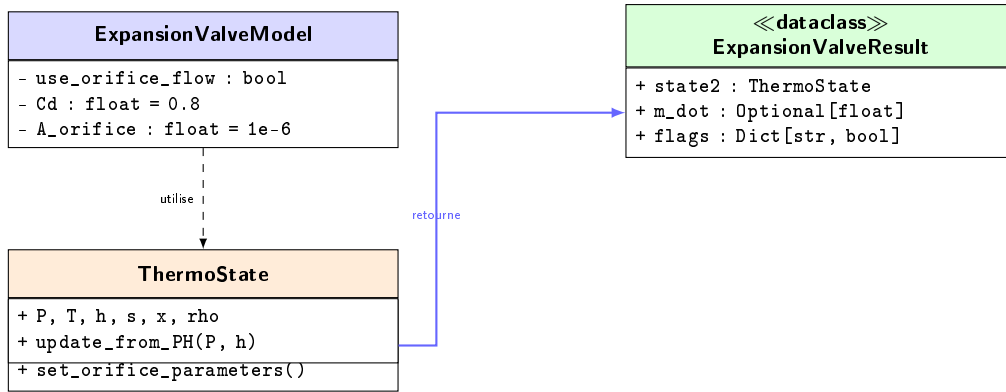 ExpansionValveModel
- use_orifice_flow : bool
- Cd : float = 0.8
- A_orifice : float = 1e-6
≪dataclass≫
ExpansionValveResult
+ state2 : ThermoState
+ m_dot : Optional[float]
+ flags : Dict[str, bool]
utilise
retourne
ThermoState
+ P, T, h, s, x, rho
+ update_from_PH(P, h)
+ set_orifice_parameters()